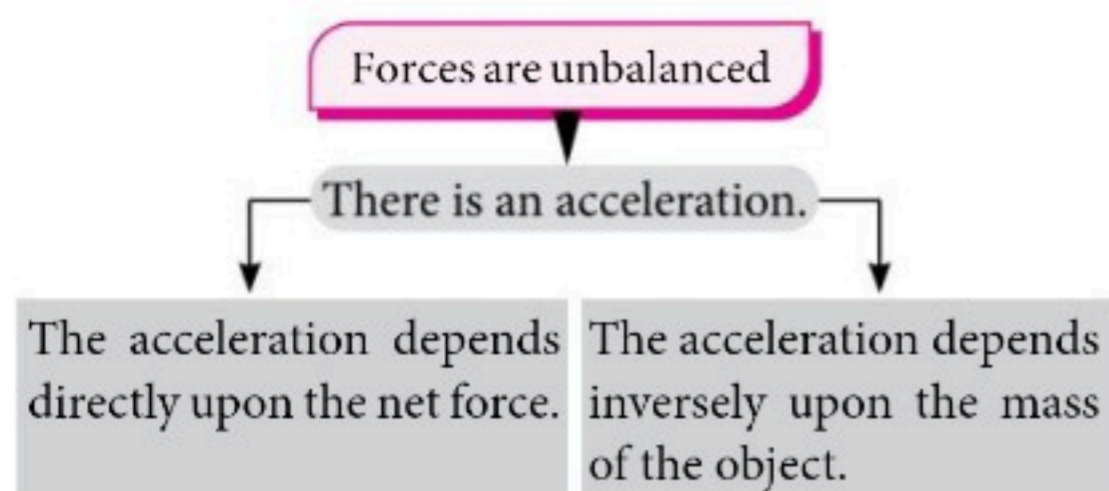 Forces are unbalanced
There is an acceleration.
The acceleration depends
directly upon the net force.
The acceleration depends
inversely upon the mass
of the object.